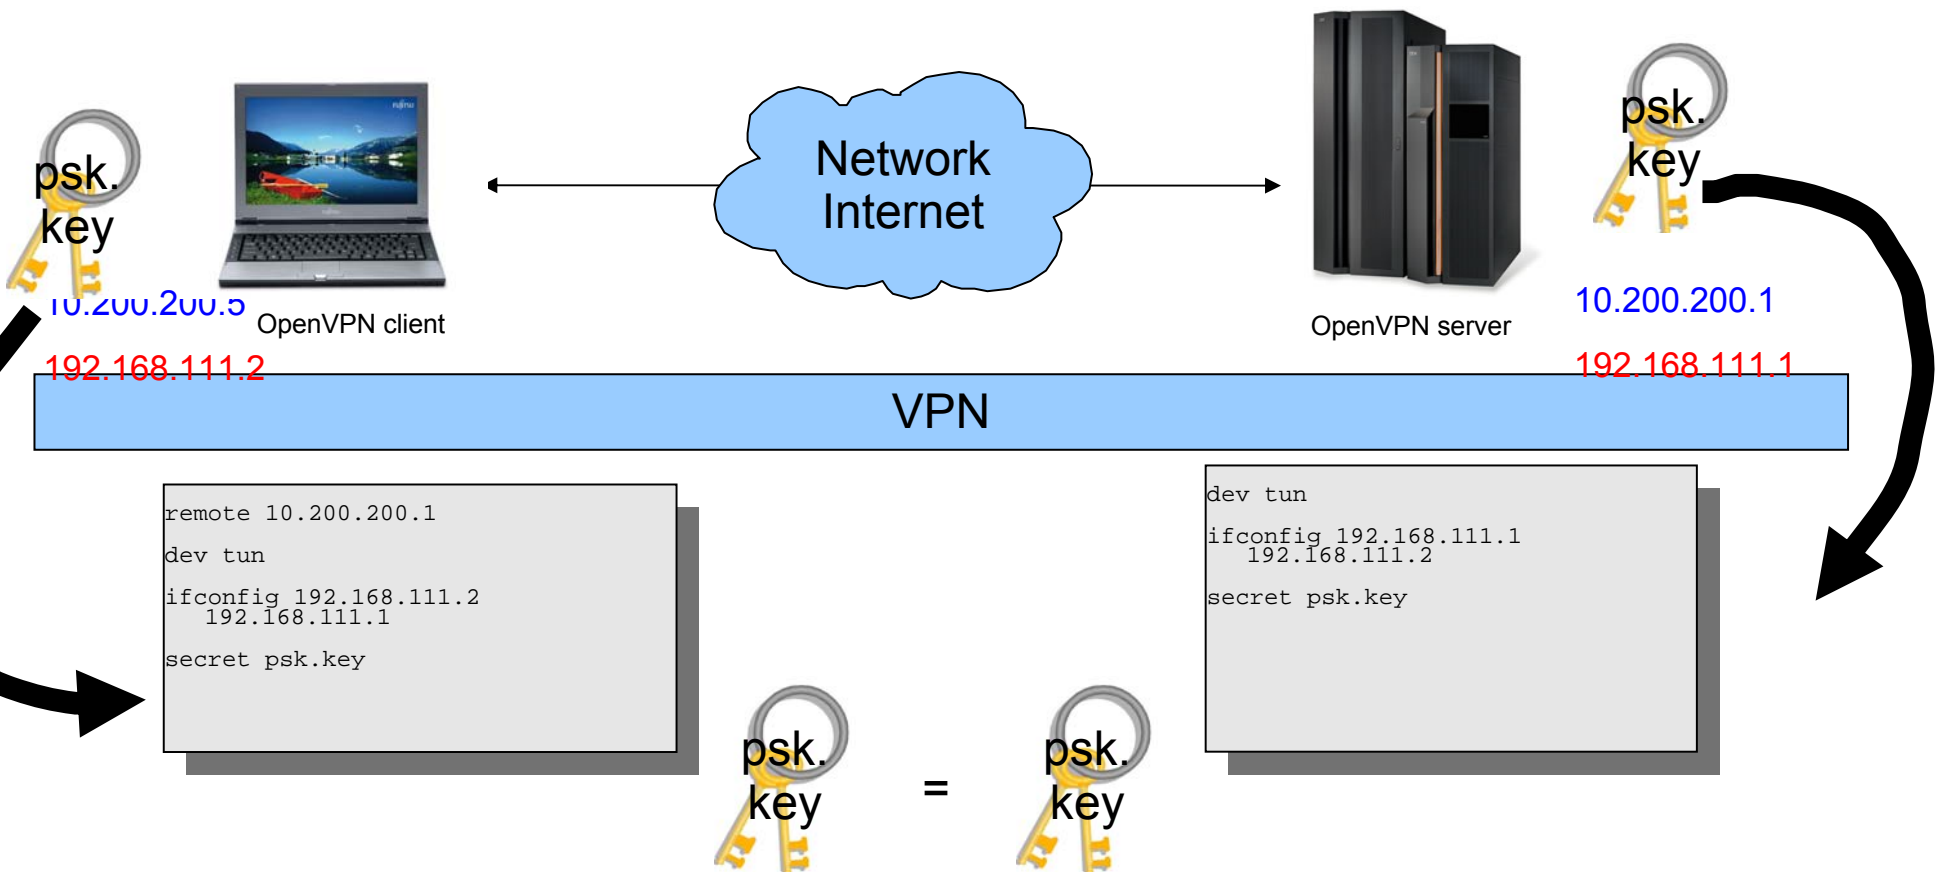 psk.
key
FUJITSU
Network
Internet
psk.
key
10.200.200.5
OpenVPN client
192.168.111.2
OpenVPN server
10.200.200.1
192.168.111.1
VPN
remote 10.200.200.1
dev tun
ifconfig 192.168.111.2
192.168.111.1
secret psk.key
dev tun
ifconfig 192.168.111.1
192.168.111.2
secret psk.key
psk.
key
=
psk.
key